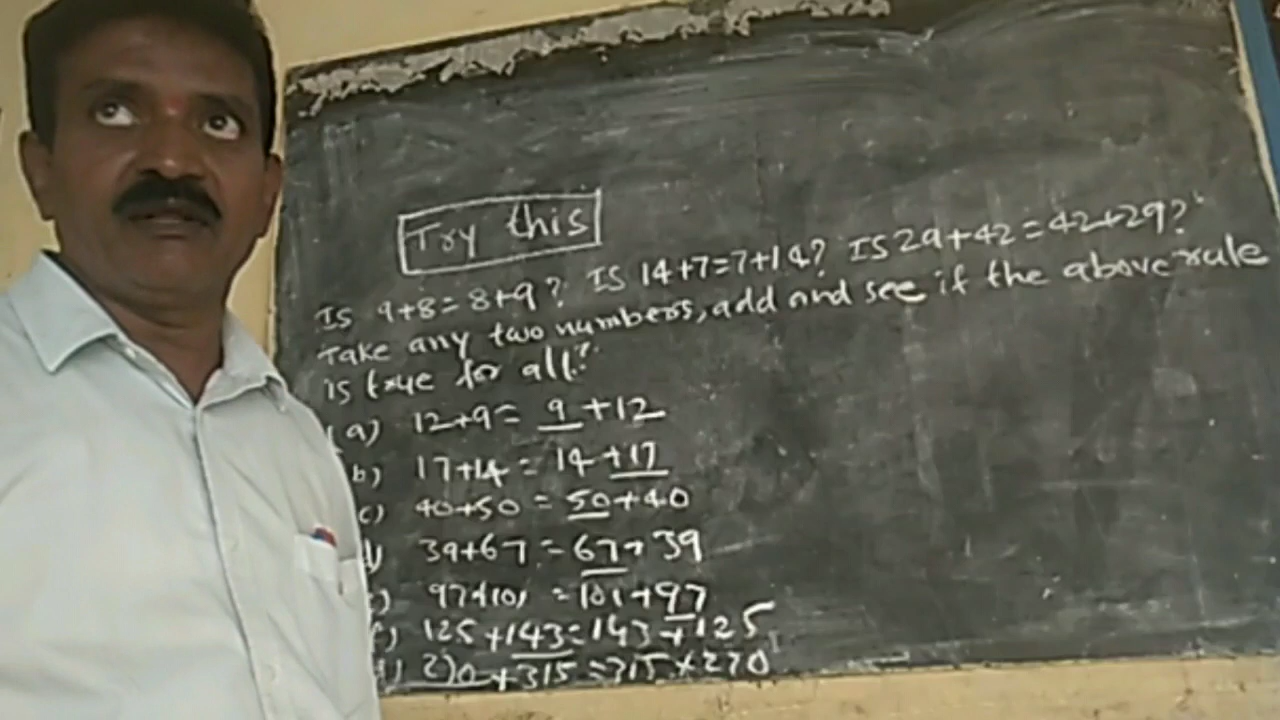 Try this
Is 9+8=8+9? Is 14+7=7+14? Is 29+42=42+29?
Take any two numbers, add and see if the above rule
is true for all?
(a) 12+9= 9+12
b) 17+14 = 14+17
c) 40+50 = 50+40
d) 39+67 = 67+39
) 97+101 = 101+97
f) 125+143=143+125
) 270+315=315+270